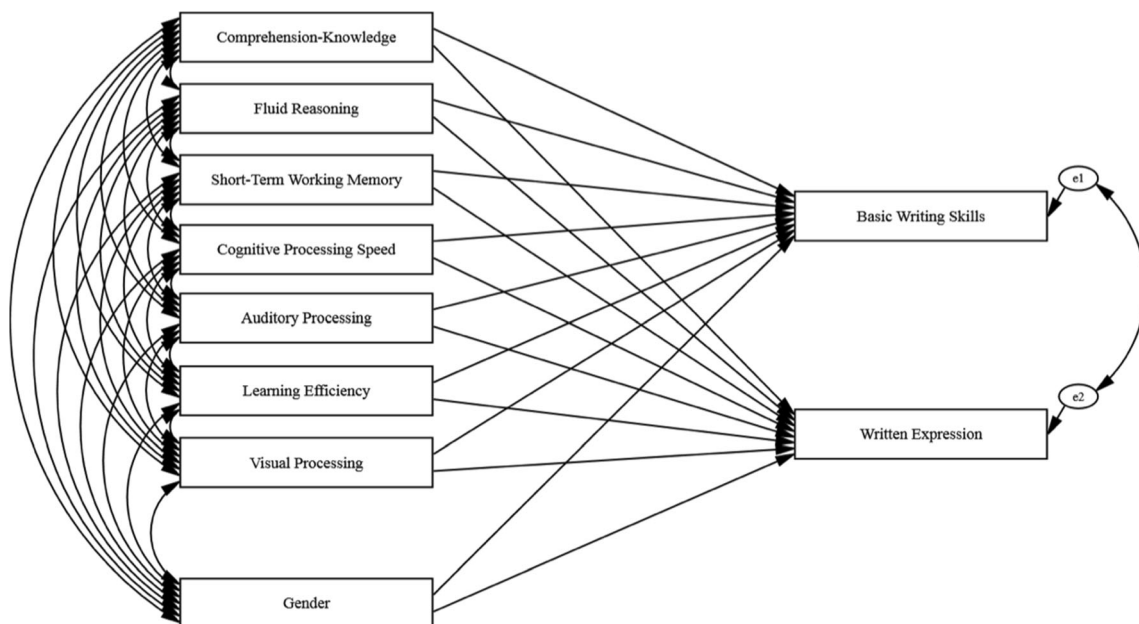 Comprehension-Knowledge
Fluid Reasoning
Short-Term Working Memory
Cognitive Processing Speed
Auditory Processing
Learning Efficiency
Visual Processing
Gender
Basic Writing Skills
Written Expression
e1
e2